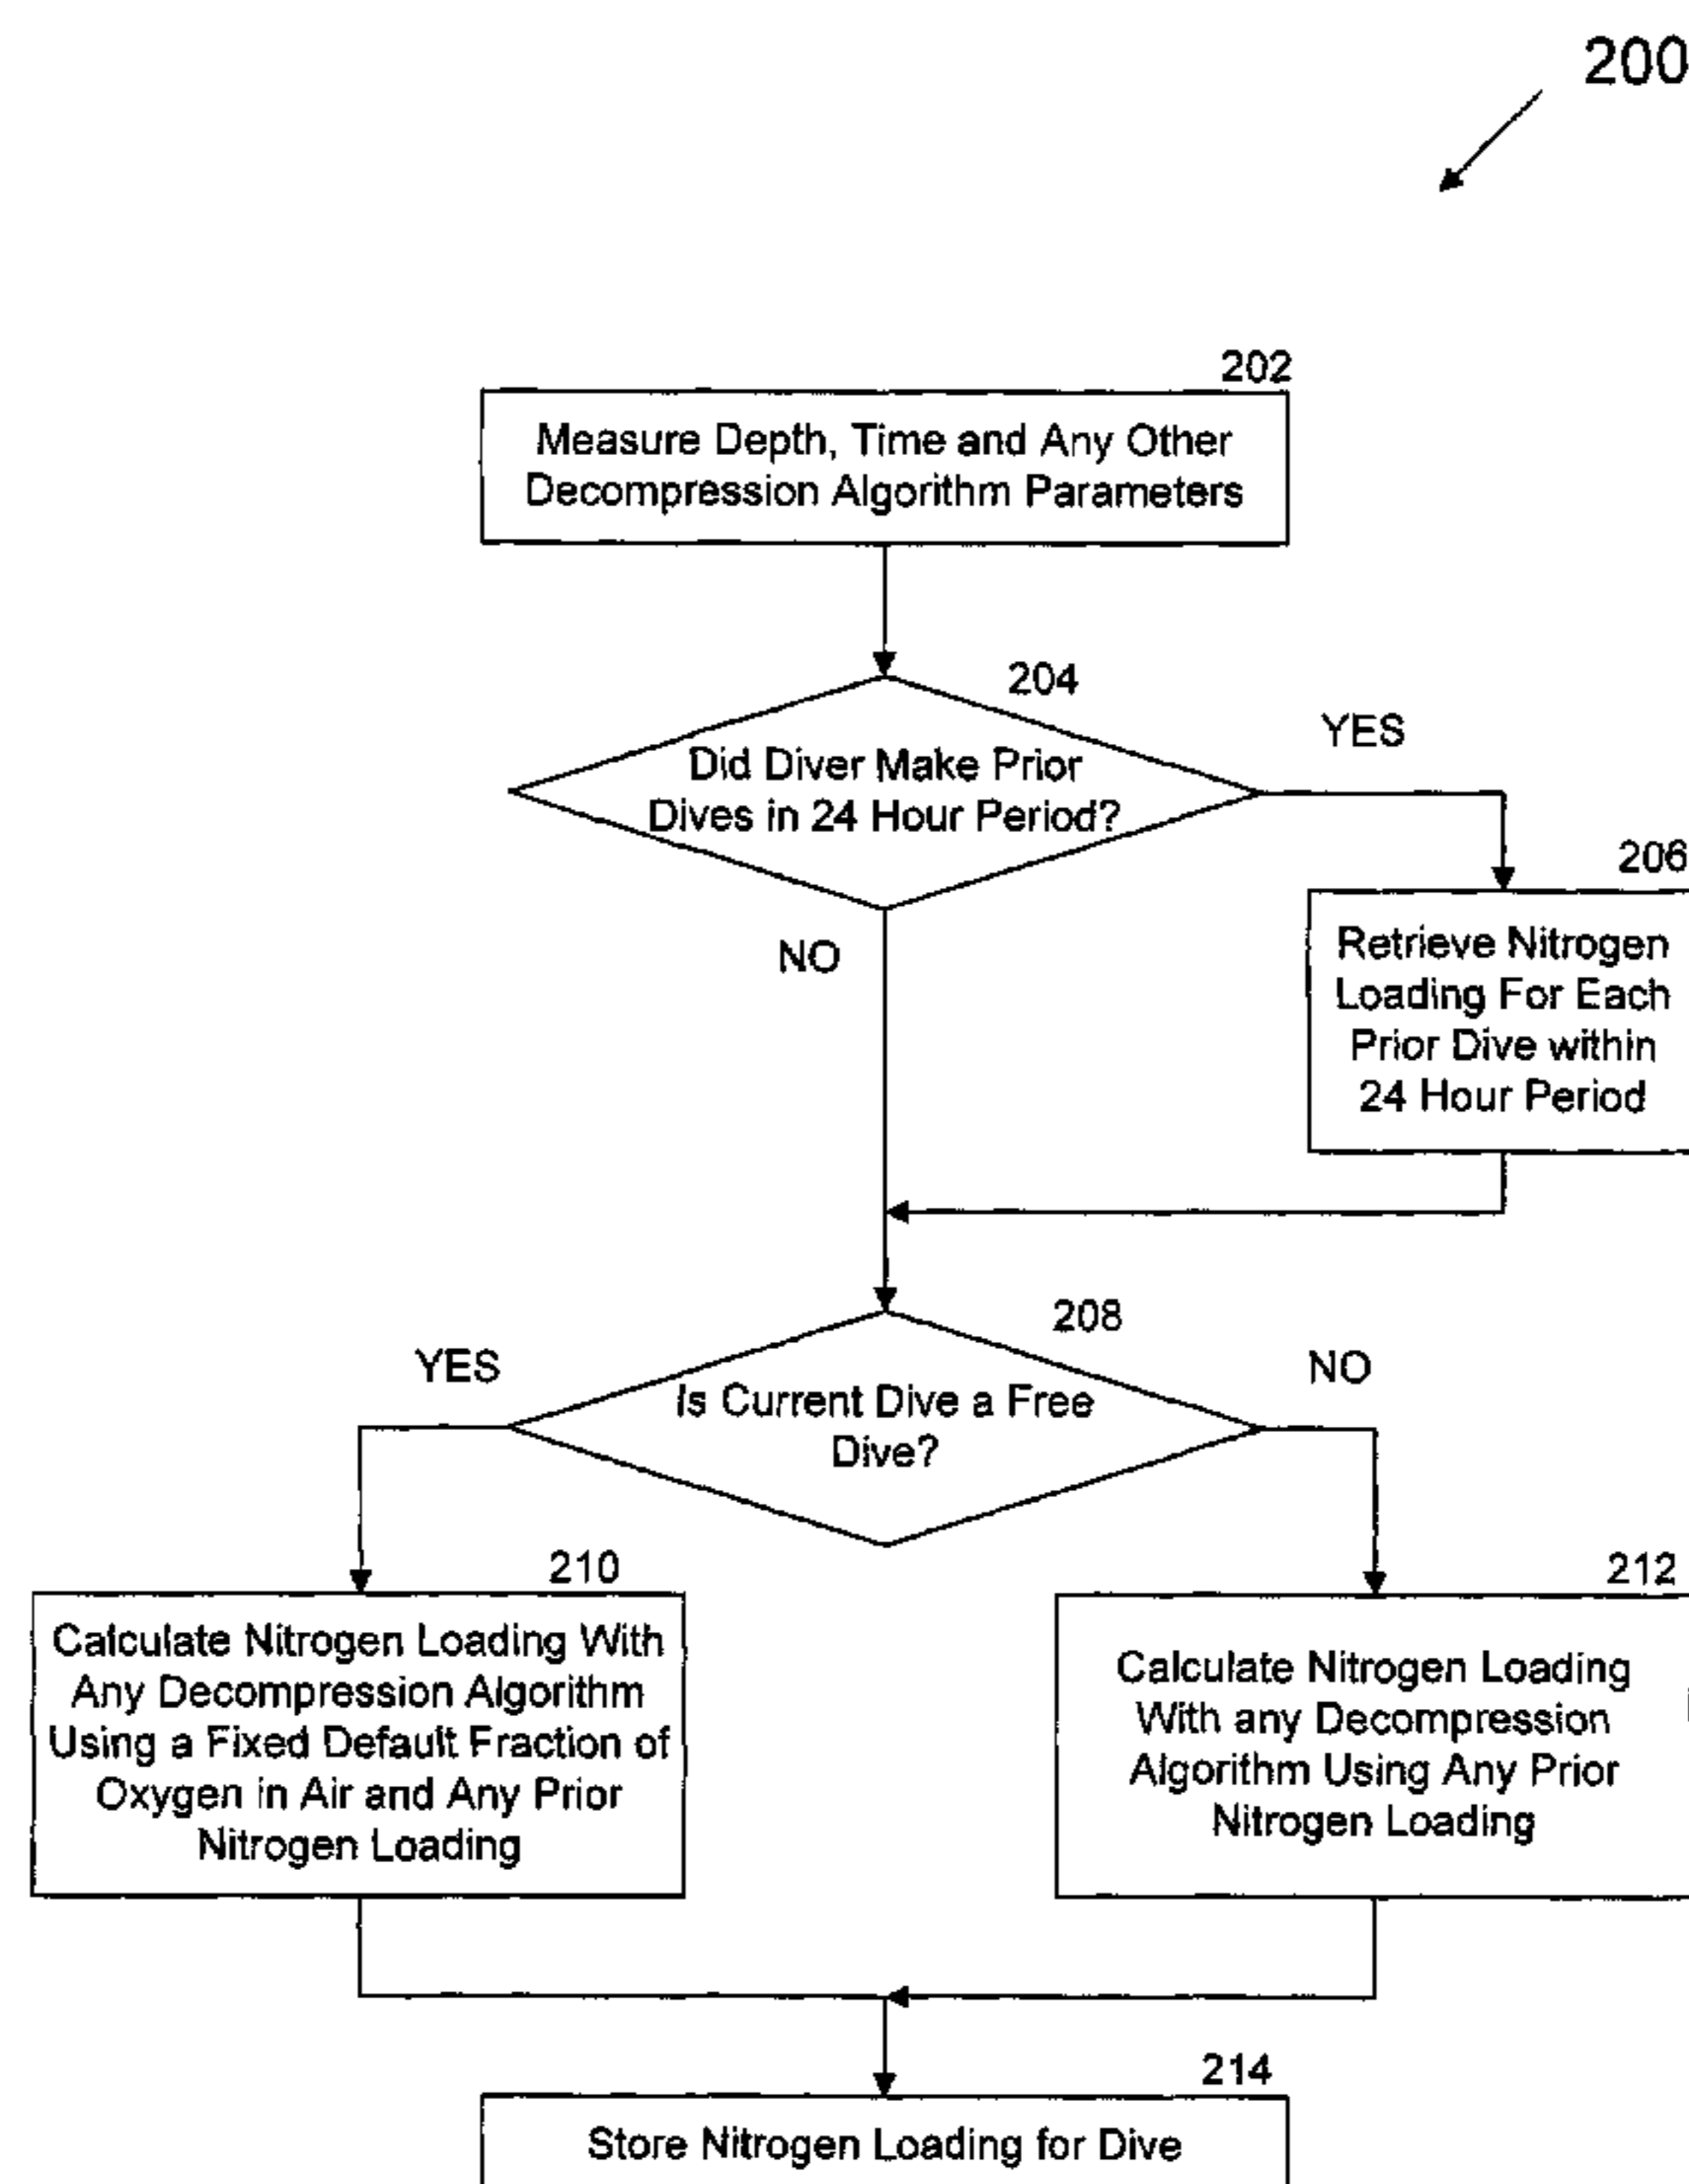 200
202
Measure Depth, Time and Any Other
Decompression Algorithm Parameters
204
Did Diver Make Prior
Dives in 24 Hour Period?
YES
NO
206
Retrieve Nitrogen
Loading For Each
Prior Dive within
24 Hour Period
208
Is Current Dive a Free
Dive?
YES
NO
210
Calculate Nitrogen Loading With
Any Decompression Algorithm
Using a Fixed Default Fraction of
Oxygen in Air and Any Prior
Nitrogen Loading
212
Calculate Nitrogen Loading
With any Decompression
Algorithm Using Any Prior
Nitrogen Loading
214
Store Nitrogen Loading for Dive